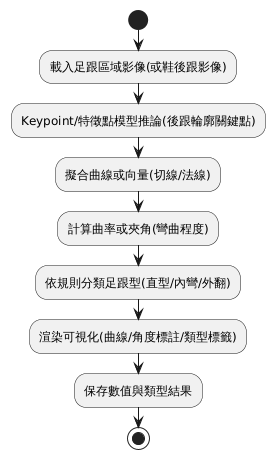 載入足跟區域影像(或鞋後跟影像)
Keypoint/特徵點模型推論(後跟輪廓關鍵點)
擬合曲線或向量(切線/法線)
計算曲率或夾角(彎曲程度)
依規則分類足跟型(直型/內彎/外翻)
渲染可視化(曲線/角度標註/類型標籤)
保存數值與類型結果